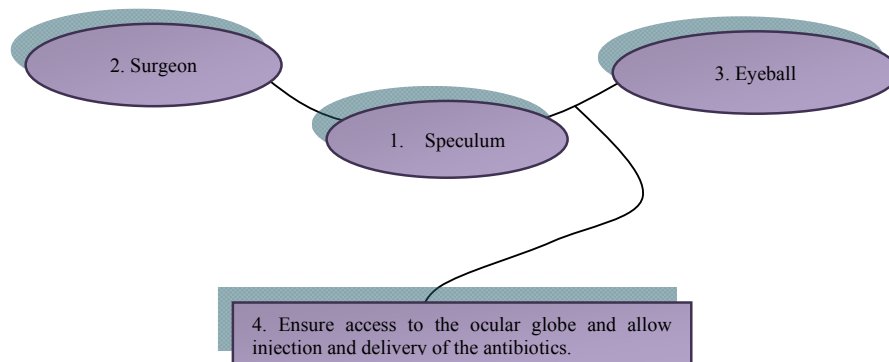 2. Surgeon
3. Eyeball
1. Speculum
4. Ensure access to the ocular globe and allow
injection and delivery of the antibiotics.